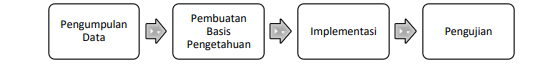 Pengumpulan
Data
Pembuatan
Basis
Pengetahuan
Implementasi
Pengujian